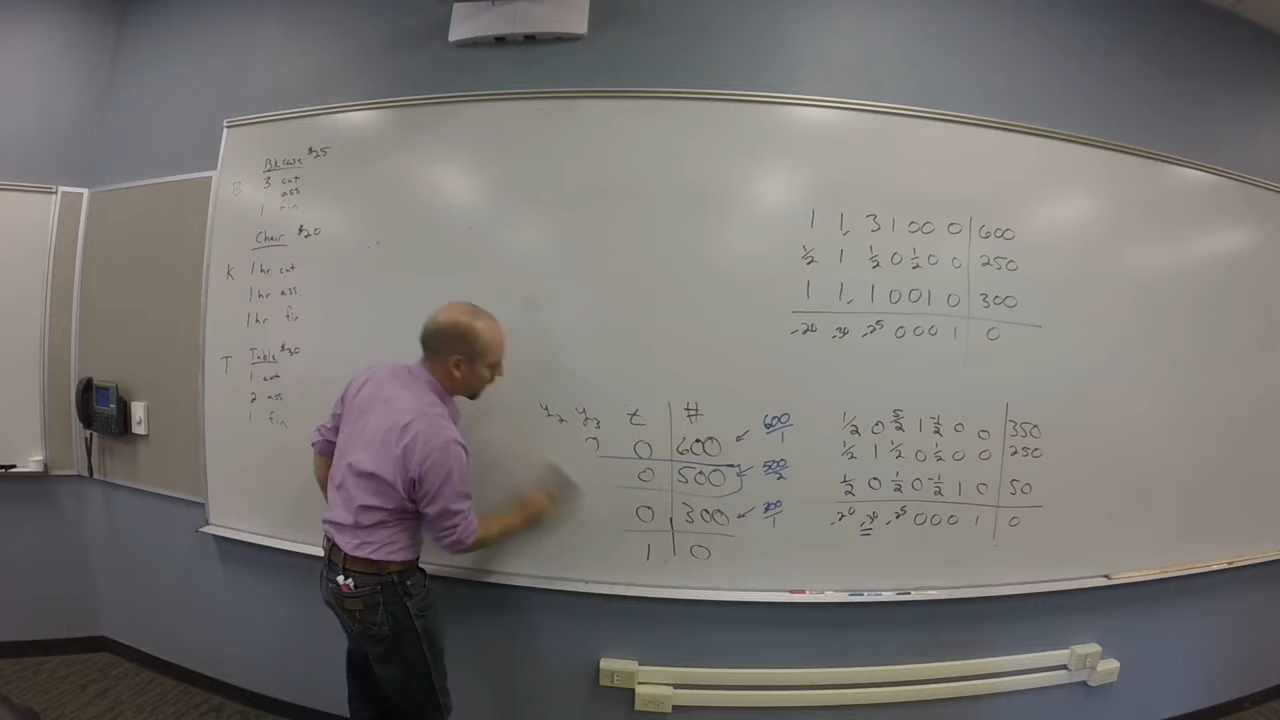 Bkcase $25
B 3 cut
ass
1 fin
Chair $20
K 1 hr cut
1 hr ass.
1 hr fin
T Table $30
1 cut
2 ass
1 fin
1 1 3 1 0 0 0 600
1/2 1 1/2 0 1/2 0 0 250
1 1 1 0 0 1 0 300
-20 -30 -25 0 0 0 1 0
y2 y3 z #
0 600 600/1
0 500 500/2
0 300 300/1
1 0
1/2 0 5/2 1 -1/2 0 0 350
1/2 1 1/2 0 1/2 0 0 250
1/2 0 1/2 0 -1/2 1 0 50
-20 -30 -25 0 0 0 1 0